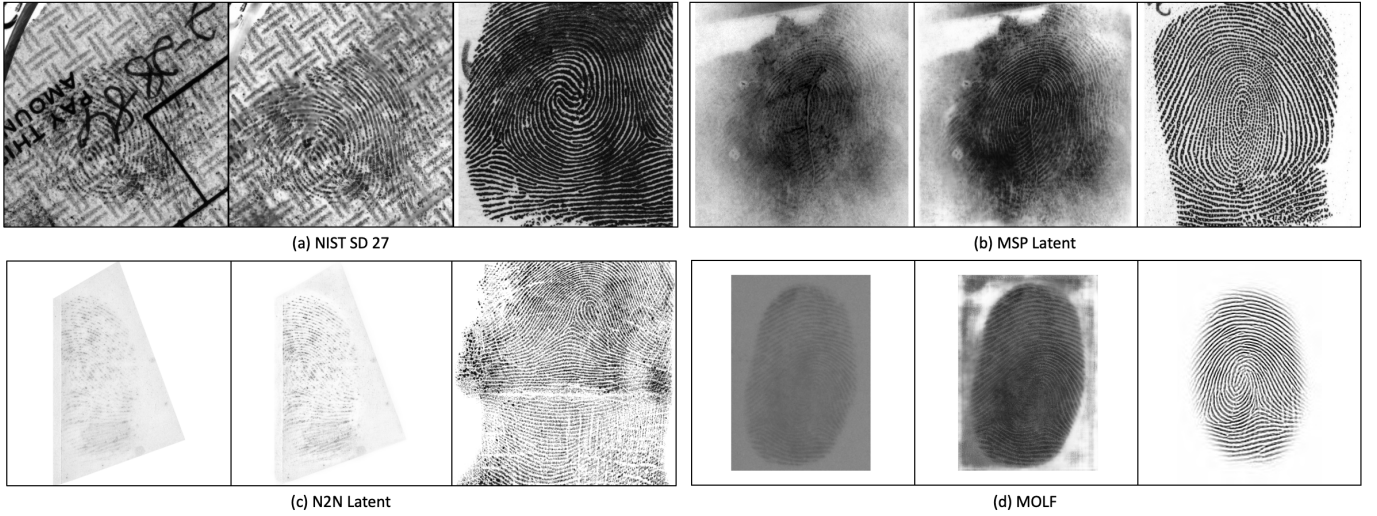 PAY THI
AMOUN
(a) NIST SD 27
(b) MSP Latent
(c) N2N Latent
(d) MOLF